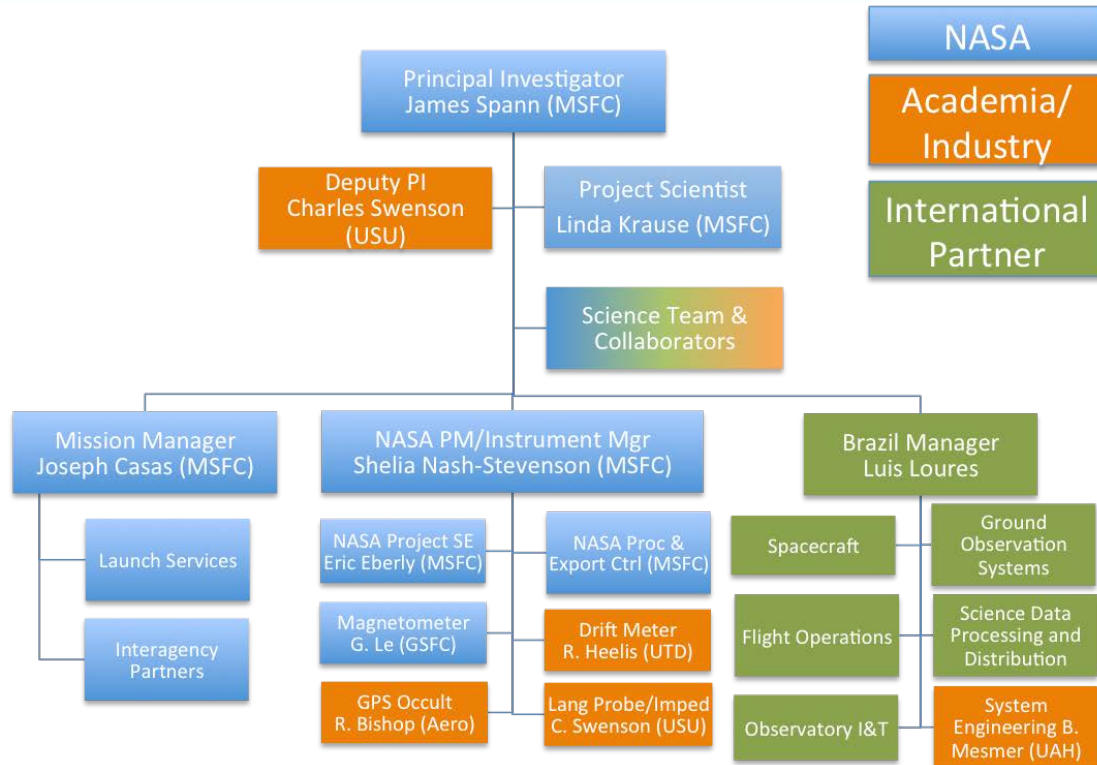 Principal Investigator
James Spann (MSFC)
NASA
Academia/
Industry
International
Partner
Deputy PI
Charles Swenson
(USU)
Project Scientist
Linda Krause (MSFC)
Science Team &
Collaborators
Mission Manager
Joseph Casas (MSFC)
NASA PM/Instrument Mgr
Shelia Nash-Stevenson (MSFC)
Brazil Manager
Luis Loures
Launch Services
Interagency
Partners
NASA Project SE
Eric Eberly (MSFC)
NASA Proc &
Export Ctrl (MSFC)
Magnetometer
G. Le (GSFC)
Drift Meter
R. Heelis (UTD)
GPS Occult
R. Bishop (Aero)
Lang Probe/Imped
C. Swenson (USU)
Spacecraft
Ground
Observation
Systems
Flight Operations
Science Data
Processing and
Distribution
Observatory I&T
System
Engineering B.
Mesmer (UAH)